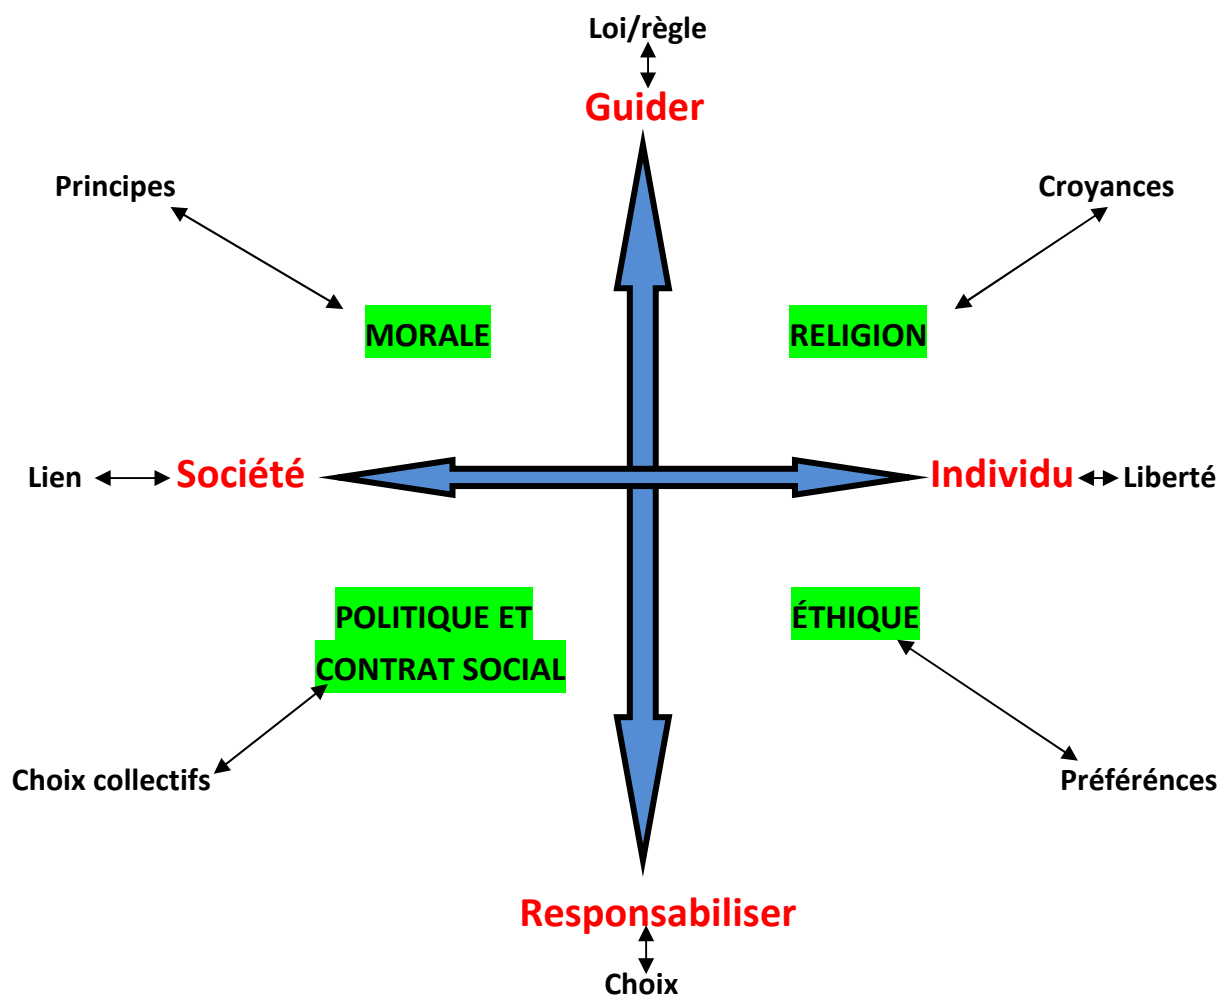 Loi/règle
Guider
Principes
Croyances
MORALE
RELIGION
Lien
Société
Individu
Liberté
POLITIQUE ET
CONTRAT SOCIAL
ÉTHIQUE
Choix collectifs
Préférénces
Responsabiliser
Choix